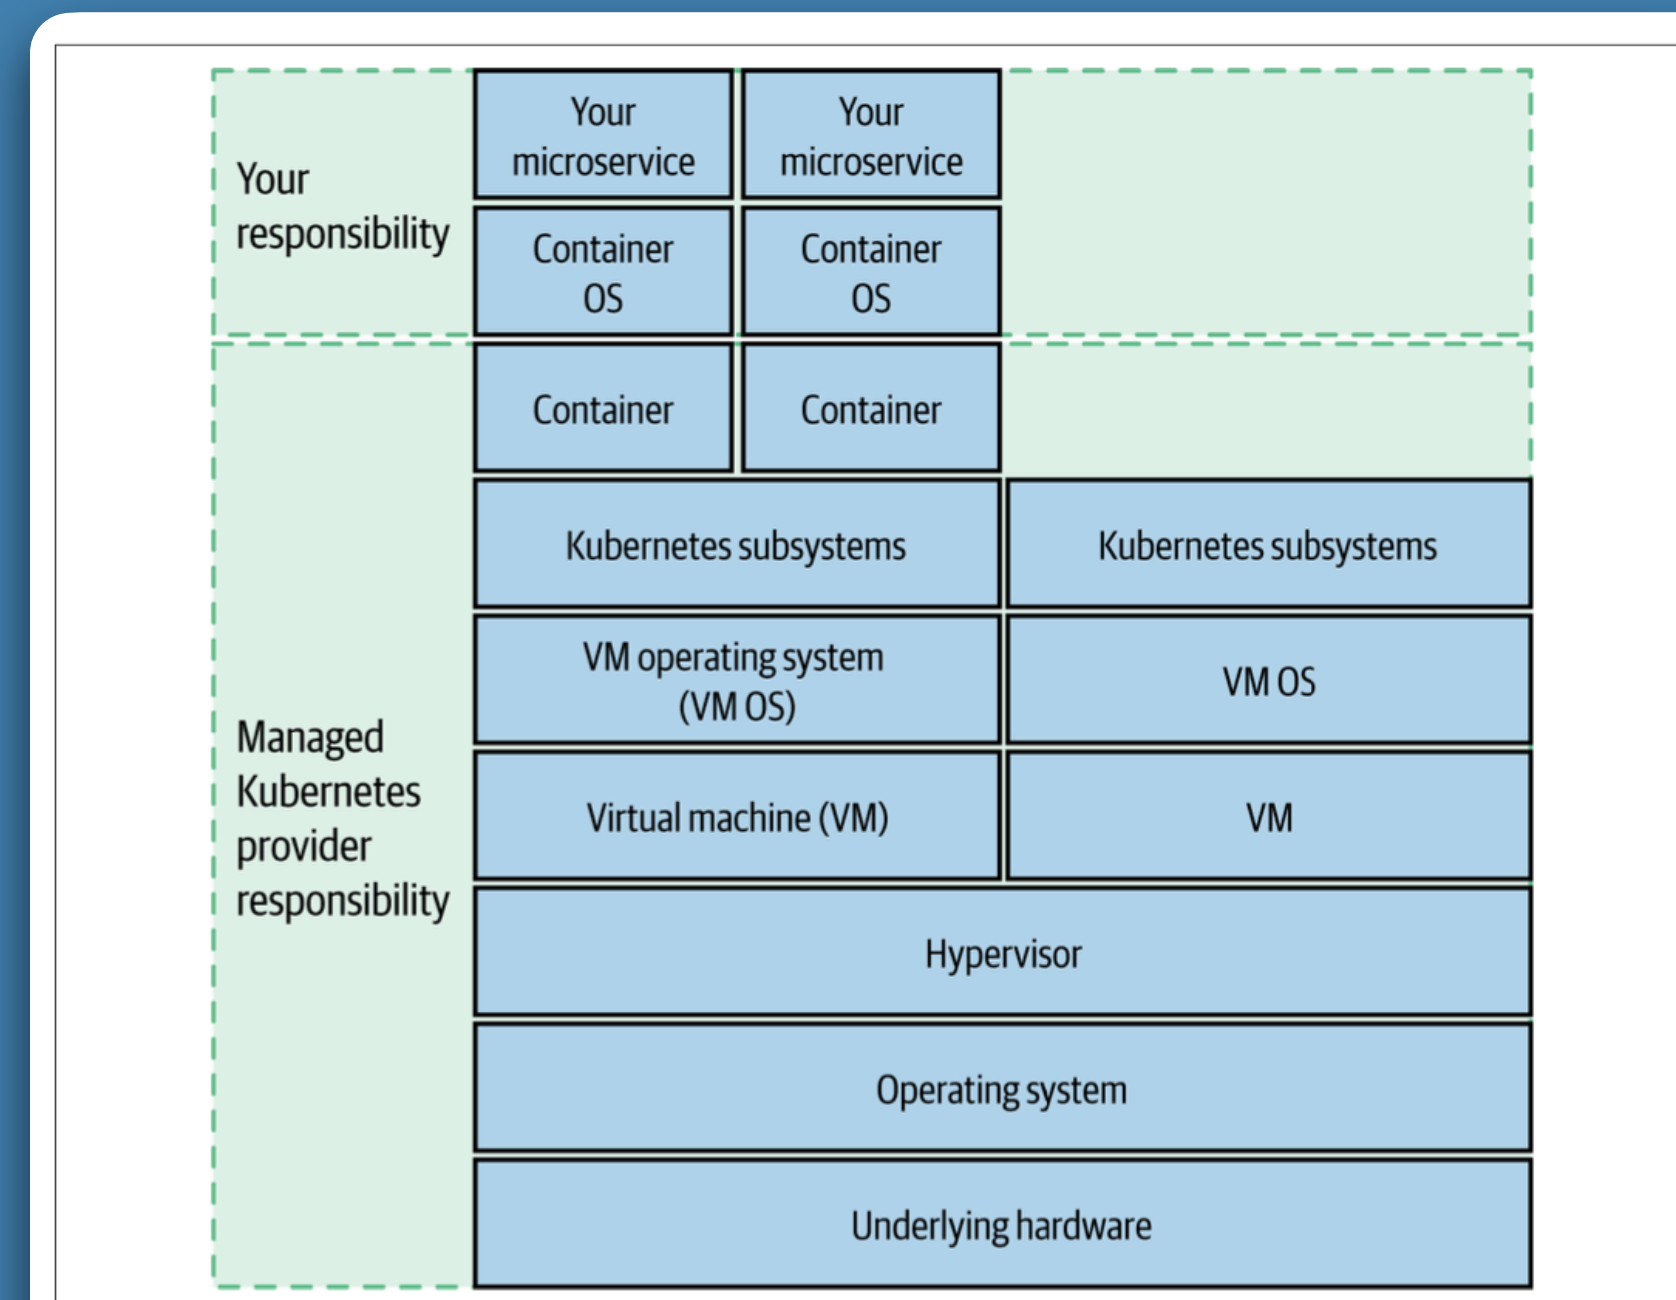 Your
responsibility
Your
microservice
Your
microservice
Container
OS
Container
OS
Managed
Kubernetes
provider
responsibility
Container
Container
Kubernetes subsystems
Kubernetes subsystems
VM operating system
(VM OS)
VM OS
Virtual machine (VM)
VM
Hypervisor
Operating system
Underlying hardware